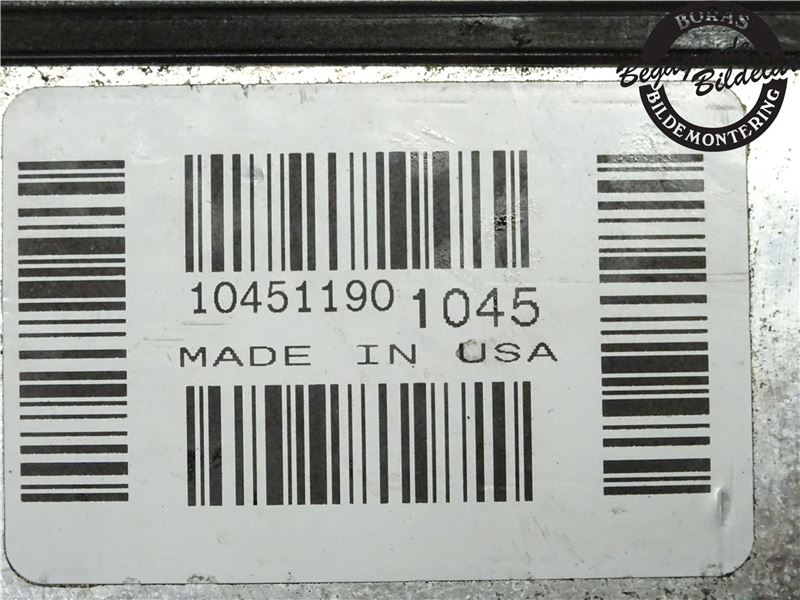 BORÅS
Begagnade
Bildelar
BILDEMONTERING
10451190 1045
MADE IN USA